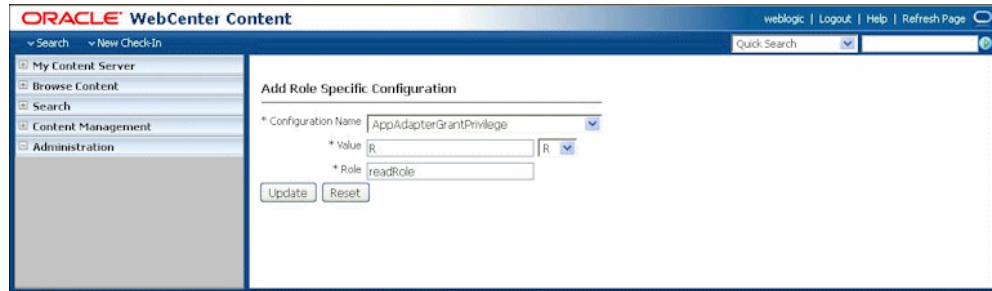 ORACLE WebCenter Content
weblogic | Logout | Help | Refresh Page
Search New Check-In
Quick Search
My Content Server
Browse Content
Search
Content Management
Administration
Add Role Specific Configuration
* Configuration Name AppAdapterGrantPrivilege
* Value R R
* Role readRole
Update Reset